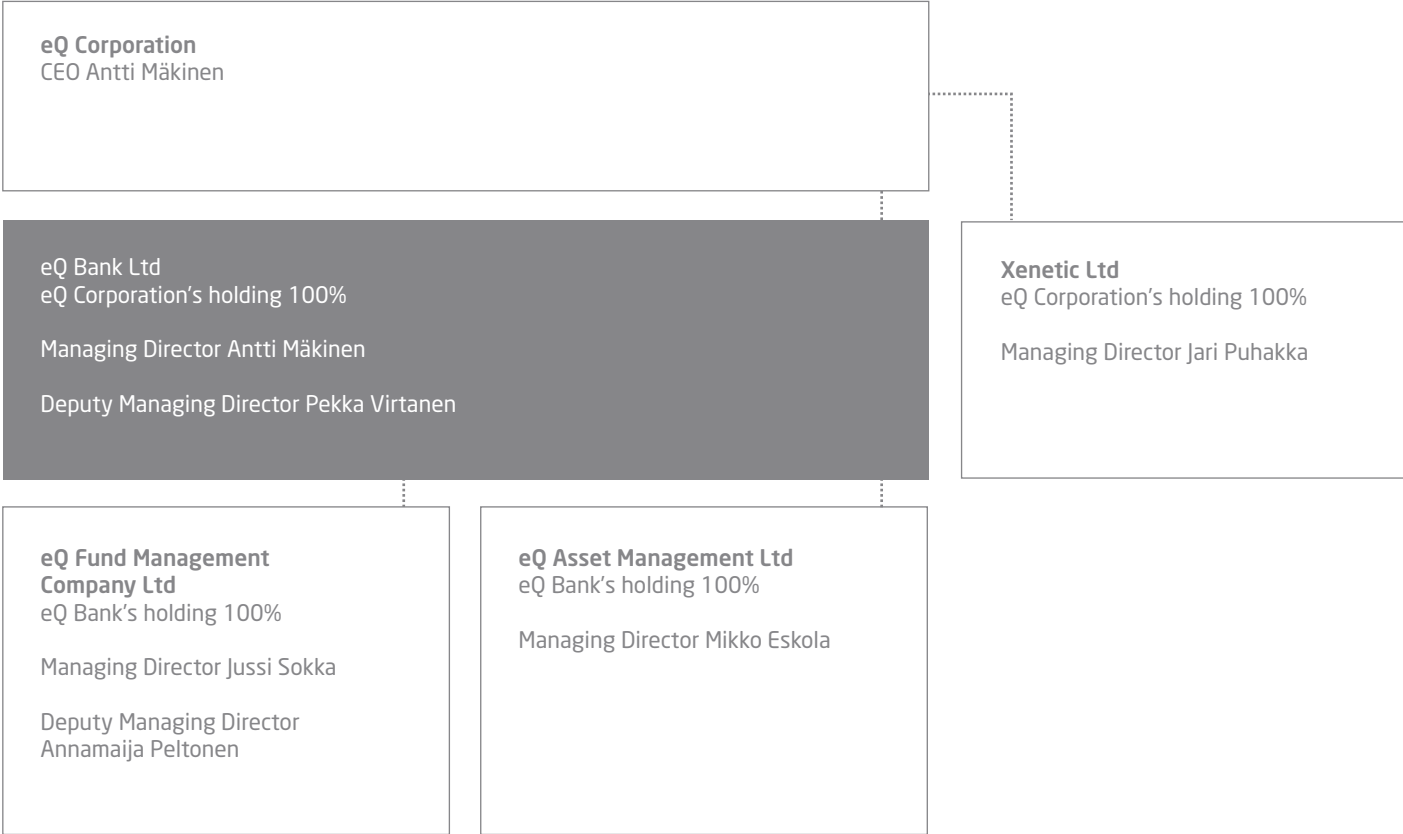 eQ Corporation
CEO Antti Mäkinen
eQ Bank Ltd
eQ Corporation’s holding 100%
Managing Director Antti Mäkinen
Deputy Managing Director Pekka Virtanen
Xenetic Ltd
eQ Corporation’s holding 100%
Managing Director Jari Puhakka
eQ Fund Management
Company Ltd
eQ Bank’s holding 100%
Managing Director Jussi Sokka
Deputy Managing Director
Annamaija Peltonen
eQ Asset Management Ltd
eQ Bank’s holding 100%
Managing Director Mikko Eskola